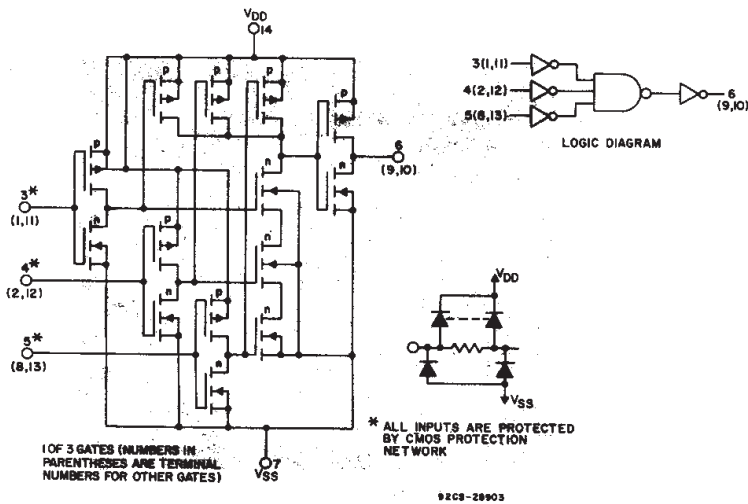 VDD
14
p
p
p
p
p
6
(9,10)
n
n
3*
(1,11)
n
p
n
4*
(2,12)
n
p
n
5*
(8,13)
n
1 OF 3 GATES (NUMBERS IN
PARENTHESES ARE TERMINAL
NUMBERS FOR OTHER GATES)
7
VSS
3(1,11)
4(2,12)
5(8,13)
6
(9,10)
LOGIC DIAGRAM
VDD
VSS
* ALL INPUTS ARE PROTECTED
BY CMOS PROTECTION
NETWORK
92CS-28903